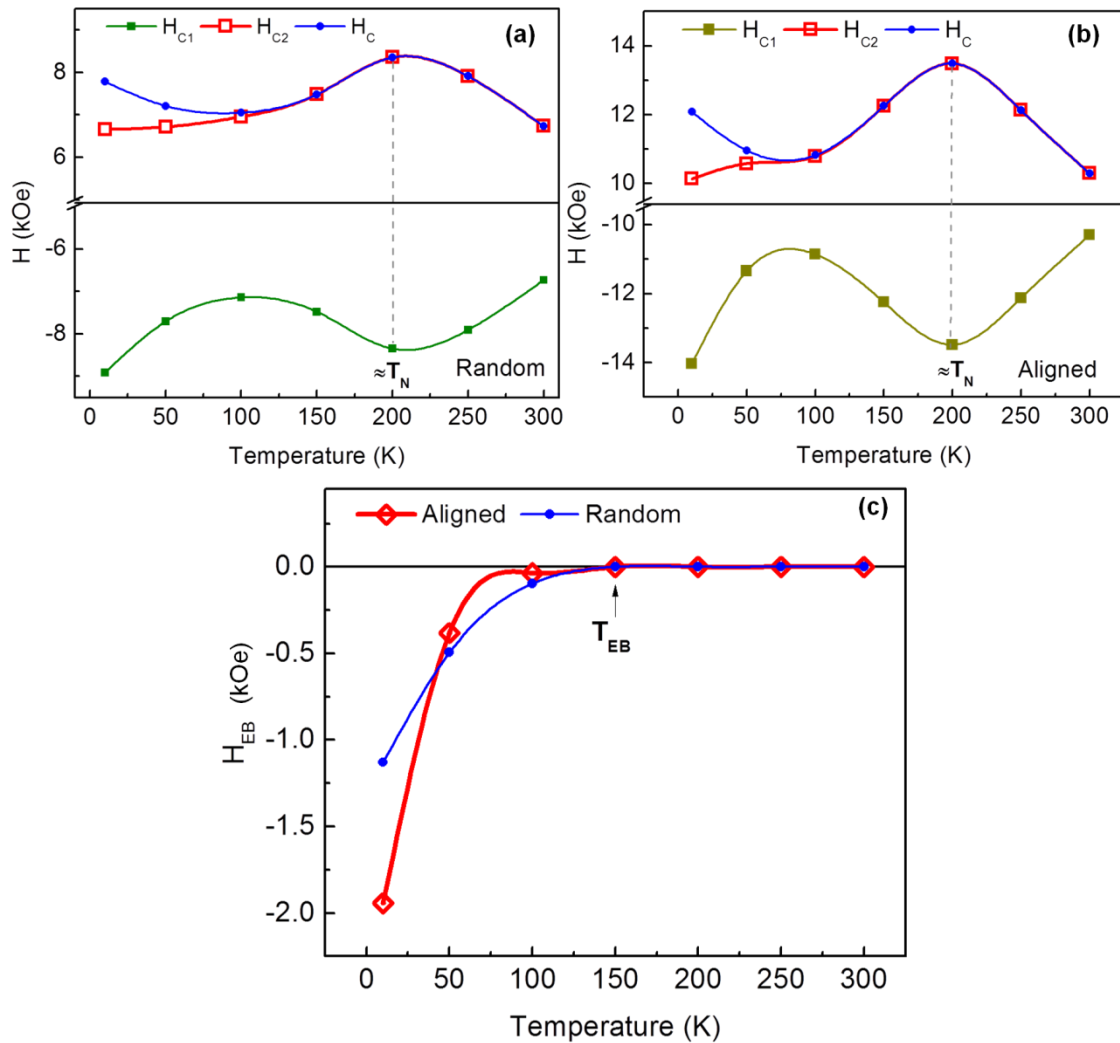 H_C1 H_C2 H_C (a)
8
6
-6
-8
H (kOe)
≈T_N Random
0 50 100 150 200 250 300
Temperature (K)
H_C1 H_C2 H_C (b)
14
12
10
-10
-12
-14
H (kOe)
≈T_N Aligned
0 50 100 150 200 250 300
Temperature (K)
Aligned Random (c)
0.0
-0.5
-1.0
-1.5
-2.0
H_EB (kOe)
T_EB
0 50 100 150 200 250 300
Temperature (K)